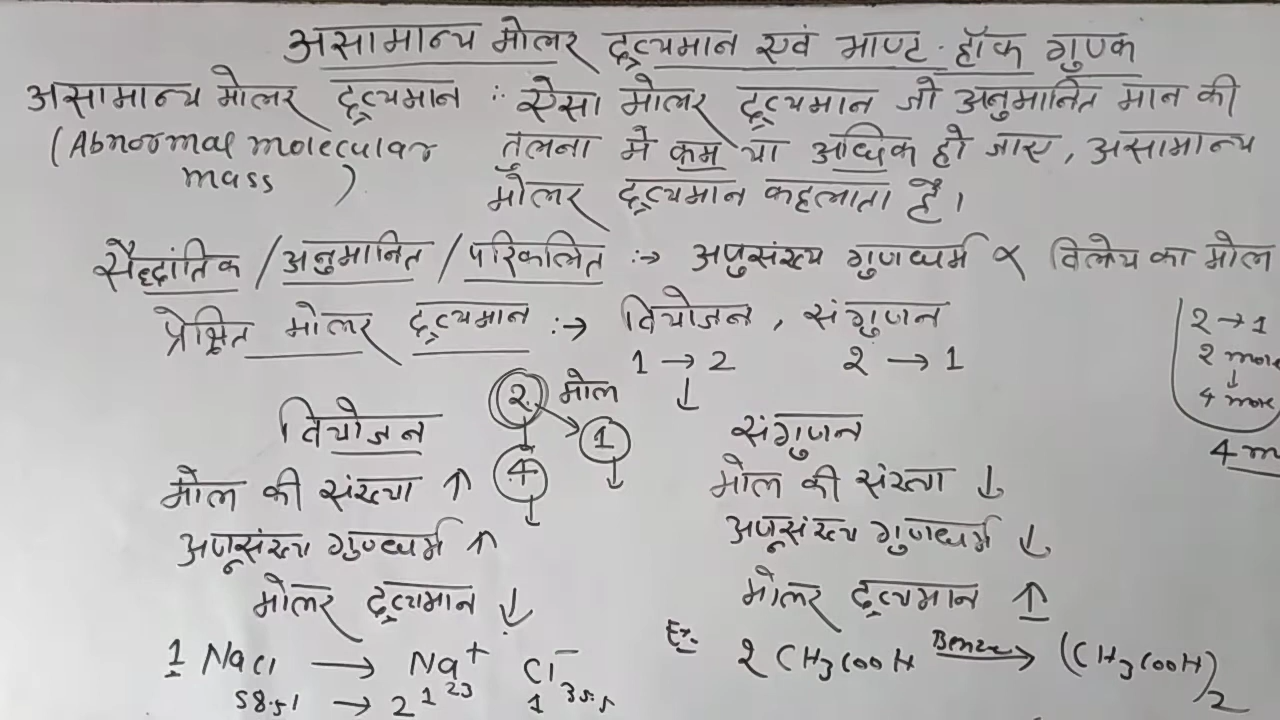 असामान्य मोलर द्रव्यमान एवं भाण्ट-हॉफ गुणक
असामान्य मोलर द्रव्यमान :- ऐसा मोलर द्रव्यमान जो अनुमानित मान की
(Abnormal molecular mass) तुलना मे कम या अधिक हो जाए, असामान्य
मोलर द्रव्यमान कहलाता है।
सैद्धांतिक / अनुमानित / परिकलित :→ अणुसंख्य गुणधर्म ∝ विलेय का मोल
प्रेक्षित मोलर द्रव्यमान :→ वियोजन, संगुणन
1 → 2 2 → 1
↓
2 → 1
2 mole
↓
4 mole
4 m
2 मोल
1 ↓
4 ↓
वियोजन
मोल की संख्या ↑
अणुसंख्य गुणधर्म ↑
मोलर द्रव्यमान ↓
1 NaCl → Na⁺ Cl⁻
58.51 → 2 1 23 1 35.5
संगुणन
मोल की संख्या ↓
अणुसंख्य गुणधर्म ↓
मोलर द्रव्यमान ↑
Ex. 2 CH₃COOH Benze → (CH₃COOH)₂